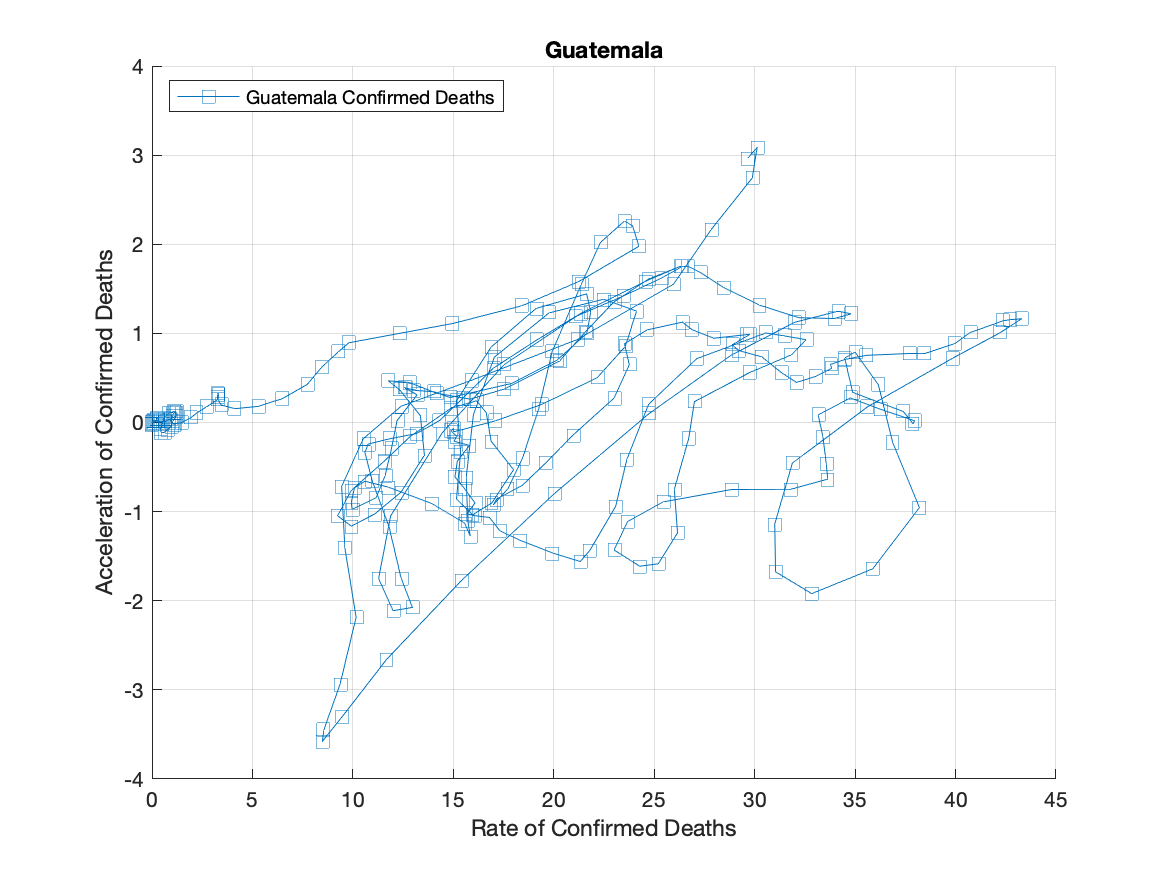 Guatemala
4
Guatemala Confirmed Deaths
3
2
1
0
-1
-2
-3
-4
Acceleration of Confirmed Deaths
0 5 10 15 20 25 30 35 40 45
Rate of Confirmed Deaths